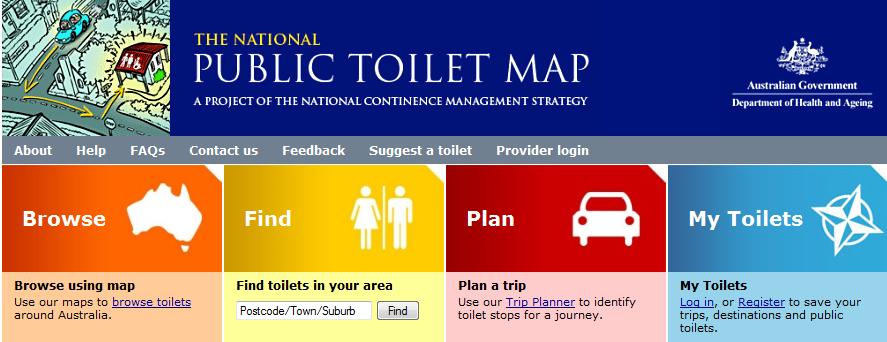 THE NATIONAL
PUBLIC TOILET MAP
A PROJECT OF THE NATIONAL CONTINENCE MANAGEMENT STRATEGY
Australian Government
Department of Health and Ageing
About Help FAQs Contact us Feedback Suggest a toilet Provider login
Browse
Find
Plan
My Toilets
Browse using map
Use our maps to browse toilets
around Australia.
Find toilets in your area
Postcode/Town/Suburb Find
Plan a trip
Use our Trip Planner to identify
toilet stops for a journey.
My Toilets
Log in, or Register to save your
trips, destinations and public
toilets.